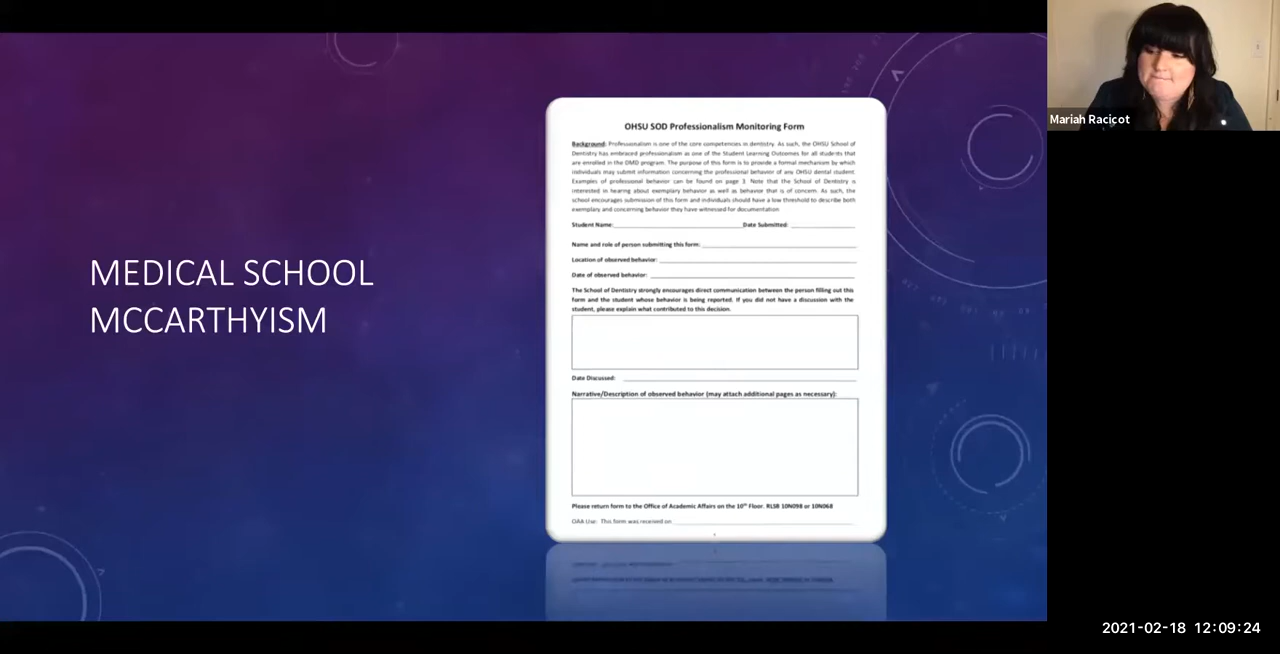 MEDICAL SCHOOL
MCCARTHYISM
OHSU SOD Professionalism Monitoring Form
Background: Professionalism is one of the core competencies in dentistry. As such, the OHSU School of
Dentistry has embraced professionalism as one of the Student Learning Outcomes for all students that
are enrolled in the DMD program. The purpose of this form is to provide a formal mechanism by which
individuals may submit information concerning the professional behavior of any OHSU dental student.
Examples of professional behavior can be found on page 3. Note that the School of Dentistry is
interested in hearing about exemplary behavior as well as behavior that is of concern. As such, the
school encourages submission of this form and individuals should have a low threshold to describe both
exemplary and concerning behavior they have witnessed for documentation
Student Name: Date Submitted:
Name and role of person submitting this form:
Location of observed behavior:
Date of observed behavior:
The School of Dentistry strongly encourages direct communication between the person filling out this
form and the student whose behavior is being reported. If you did not have a discussion with the
student, please explain what contributed to this decision.
Date Discussed:
Narrative/Description of observed behavior (may attach additional pages as necessary):
Please return form to the Office of Academic Affairs on the 10th Floor. RLSB 10N098 or 10N068
OAA Use: This form was received on
Mariah Racicot
2021-02-18 12:09:24